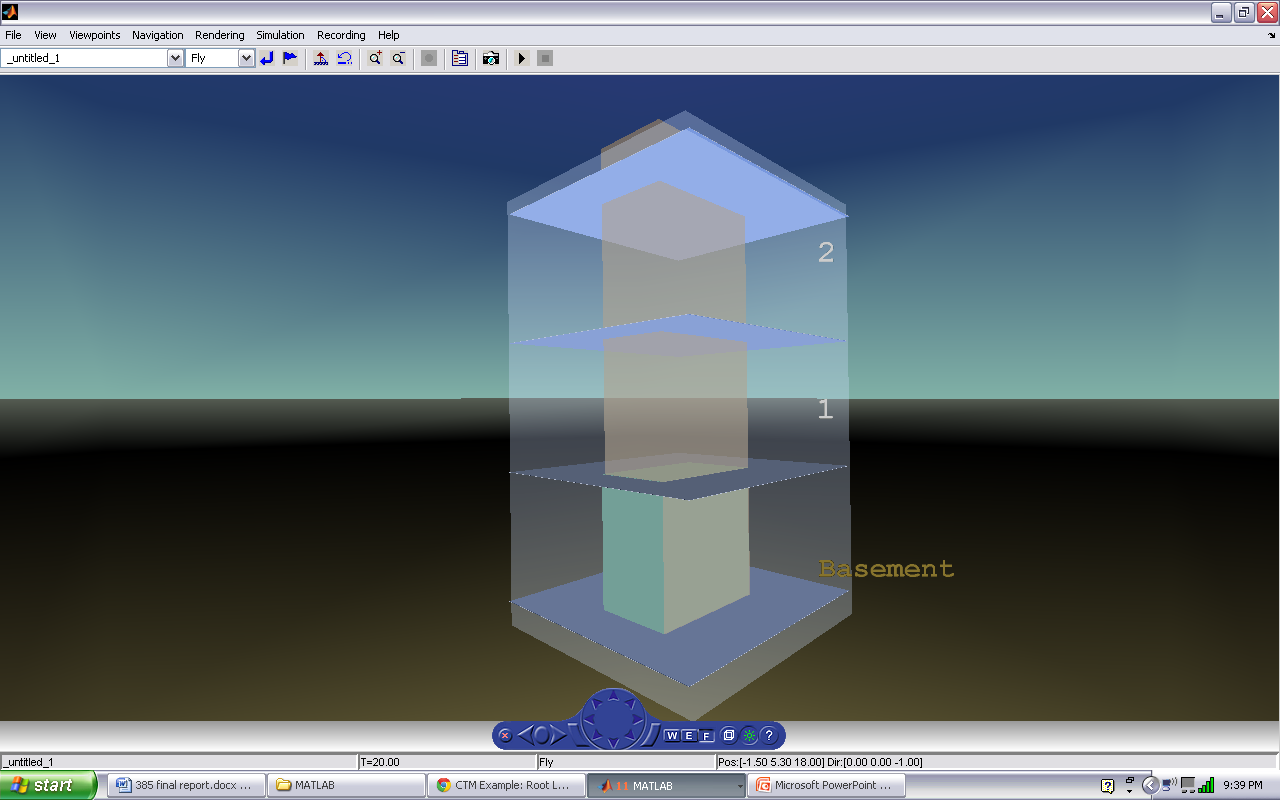 File View Viewpoints Navigation Rendering Simulation Recording Help
_untitled_1 Fly
2
1
Basement
W E F ?
_untitled_1 T=20.00 Fly Pos:[-1.50 5.30 18.00] Dir:[0.00 0.00 -1.00]
start 385 final report.docx ... MATLAB CTM Example: Root L... 11 MATLAB Microsoft PowerPoint ... ? 9:39 PM